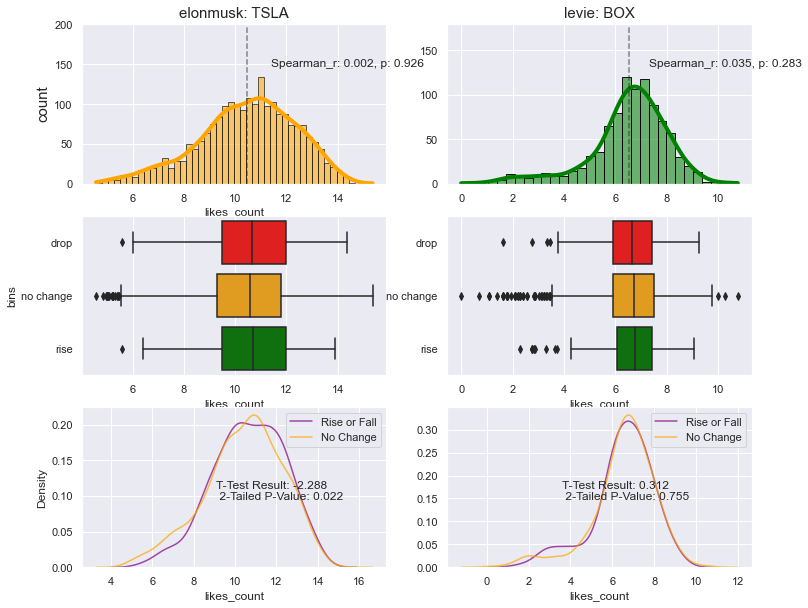 elonmusk: TSLA
200
150
100
50
0
count
Spearman_r: 0.002, p: 0.926
6 8 10 12 14
likes_count
levie: BOX
150
100
50
0
Spearman_r: 0.035, p: 0.283
0 2 4 6 8 10
bins
drop
no change
rise
6 8 10 12 14
likes_count
drop
no change
rise
0 2 4 6 8 10
likes_count
Density
0.20
0.15
0.10
0.05
0.00
Rise or Fall
No Change
T-Test Result: -2.288
2-Tailed P-Value: 0.022
4 6 8 10 12 14 16
likes_count
0.30
0.25
0.20
0.15
0.10
0.05
0.00
Rise or Fall
No Change
T-Test Result: 0.312
2-Tailed P-Value: 0.755
0 2 4 6 8 10 12
likes_count